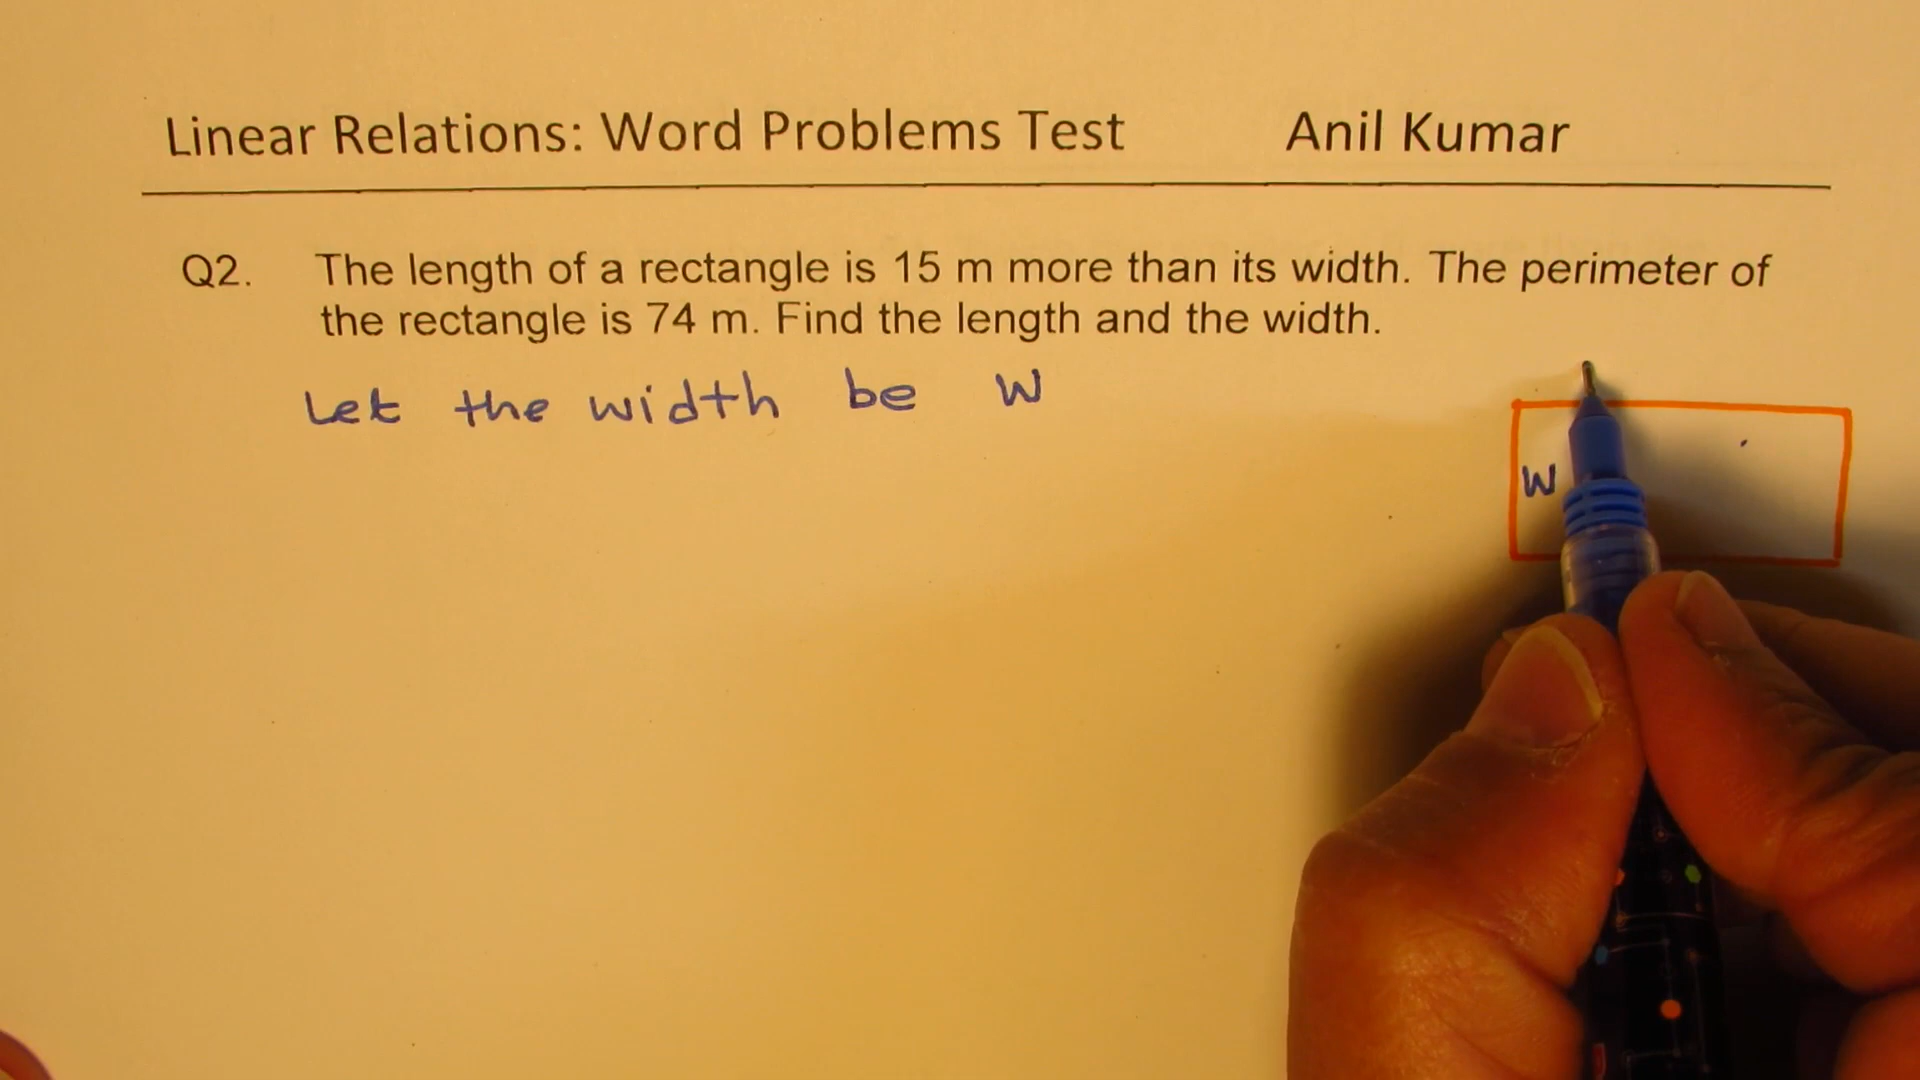 Linear Relations: Word Problems Test Anil Kumar
Q2. The length of a rectangle is 15 m more than its width. The perimeter of
the rectangle is 74 m. Find the length and the width.
Let the width be W
W